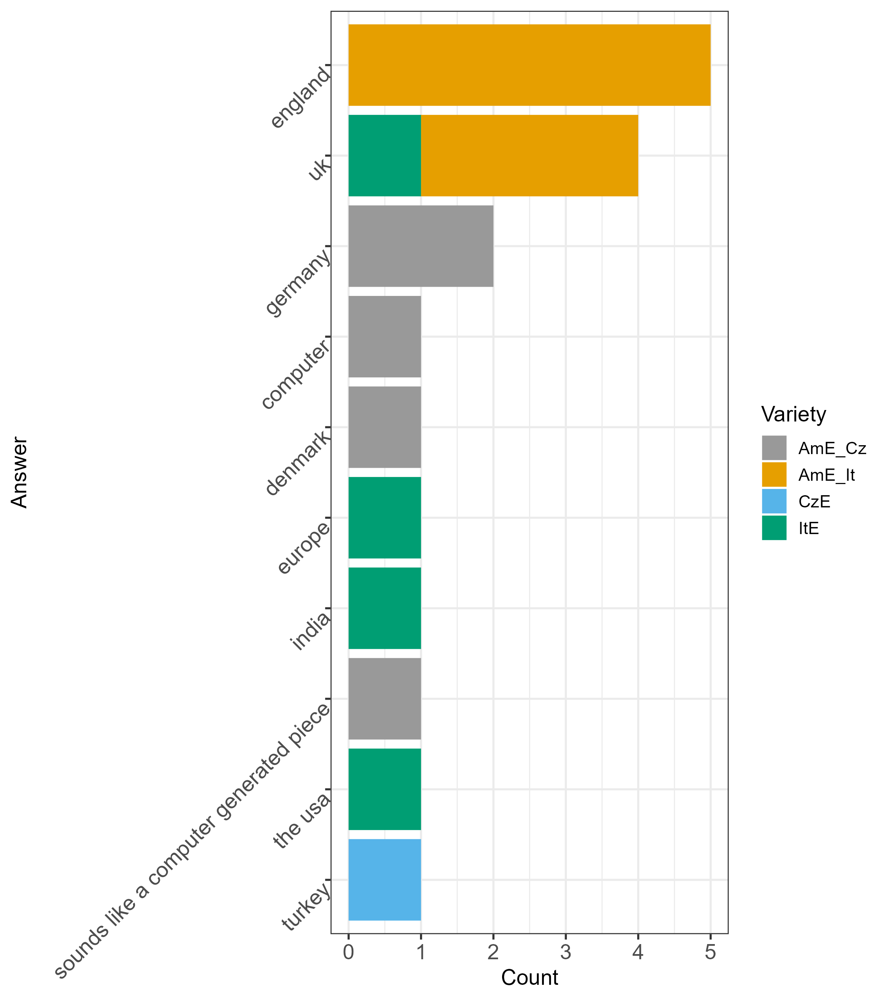 Answer
england
uk
germany
computer
denmark
europe
india
sounds like a computer generated piece
the usa
turkey
0 1 2 3 4 5
Count
Variety
AmE_Cz
AmE_It
CzE
ItE